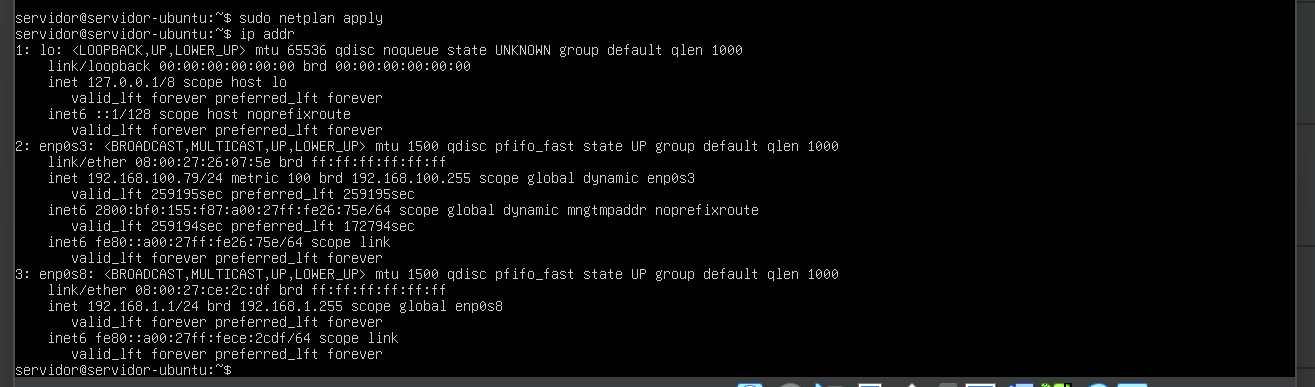 servidor@servidor-ubuntu:~$ sudo netplan apply
servidor@servidor-ubuntu:~$ ip addr
1: lo: <LOOPBACK,UP,LOWER_UP> mtu 65536 qdisc noqueue state UNKNOWN group default qlen 1000
    link/loopback 00:00:00:00:00:00 brd 00:00:00:00:00:00
    inet 127.0.0.1/8 scope host lo
       valid_lft forever preferred_lft forever
    inet6 ::1/128 scope host noprefixroute
       valid_lft forever preferred_lft forever
2: enp0s3: <BROADCAST,MULTICAST,UP,LOWER_UP> mtu 1500 qdisc pfifo_fast state UP group default qlen 1000
    link/ether 08:00:27:26:07:5e brd ff:ff:ff:ff:ff:ff
    inet 192.168.100.79/24 metric 100 brd 192.168.100.255 scope global dynamic enp0s3
       valid_lft 259195sec preferred_lft 259195sec
    inet6 2800:bf0:155:f87:a00:27ff:fe26:75e/64 scope global dynamic mngtmpaddr noprefixroute
       valid_lft 259194sec preferred_lft 172794sec
    inet6 fe80::a00:27ff:fe26:75e/64 scope link
       valid_lft forever preferred_lft forever
3: enp0s8: <BROADCAST,MULTICAST,UP,LOWER_UP> mtu 1500 qdisc pfifo_fast state UP group default qlen 1000
    link/ether 08:00:27:ce:2c:df brd ff:ff:ff:ff:ff:ff
    inet 192.168.1.1/24 brd 192.168.1.255 scope global enp0s8
       valid_lft forever preferred_lft forever
    inet6 fe80::a00:27ff:fece:2cdf/64 scope link
       valid_lft forever preferred_lft forever
servidor@servidor-ubuntu:~$